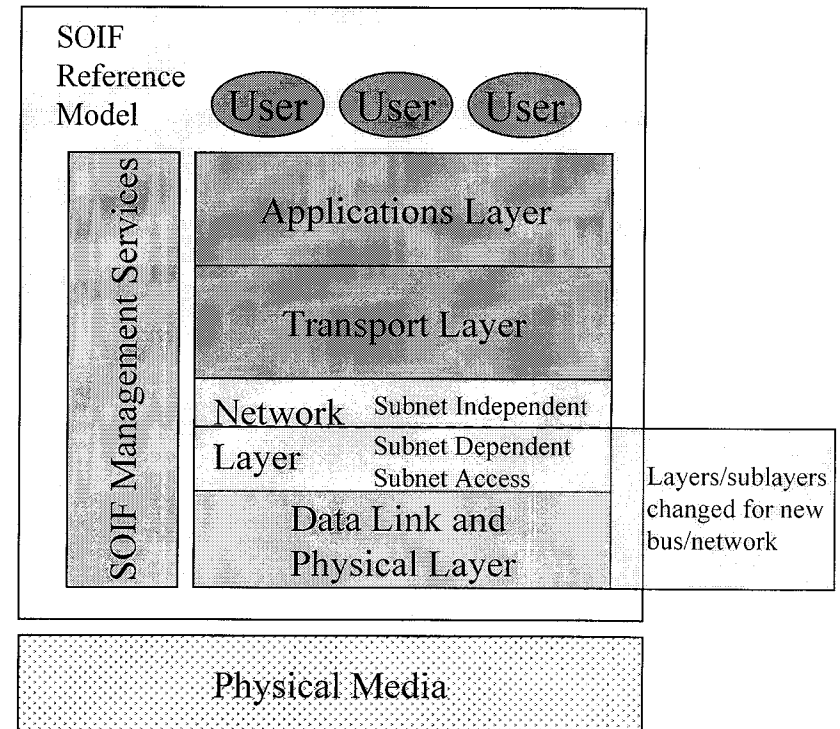 SOIF
Reference
Model
User
User
User
SOIF Management Services
Applications Layer
Transport Layer
Network
Layer
Subnet Independent
Subnet Dependent
Subnet Access
Data Link and
Physical Layer
Layers/sublayers
changed for new
bus/network
Physical Media